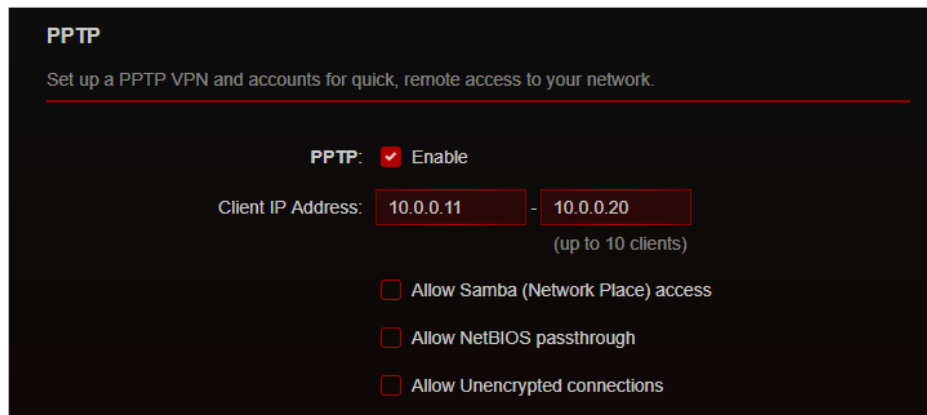 PPTP
Set up a PPTP VPN and accounts for quick, remote access to your network.
PPTP: Enable
Client IP Address: 10.0.0.11 - 10.0.0.20
(up to 10 clients)
Allow Samba (Network Place) access
Allow NetBIOS passthrough
Allow Unencrypted connections